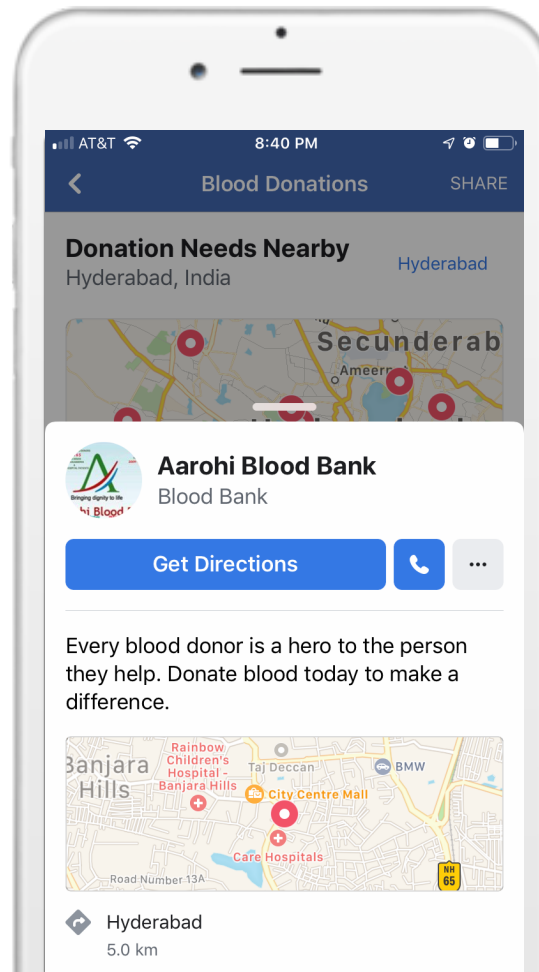 AT&T
8:40 PM
Blood Donations
SHARE
Donation Needs Nearby
Hyderabad, India
Hyderabad
Secunderab
Ameerp
Aarohi Blood Bank
Blood Bank
Bringing dignity to life
hi Blood
Get Directions
Every blood donor is a hero to the person
they help. Donate blood today to make a
difference.
Banjara
Hills
Rainbow
Children's
Hospital -
Banjara Hills
Taj Deccan
BMW
City Centre Mall
Care Hospitals
Road Number 13A
NH
65
Hyderabad
5.0 km